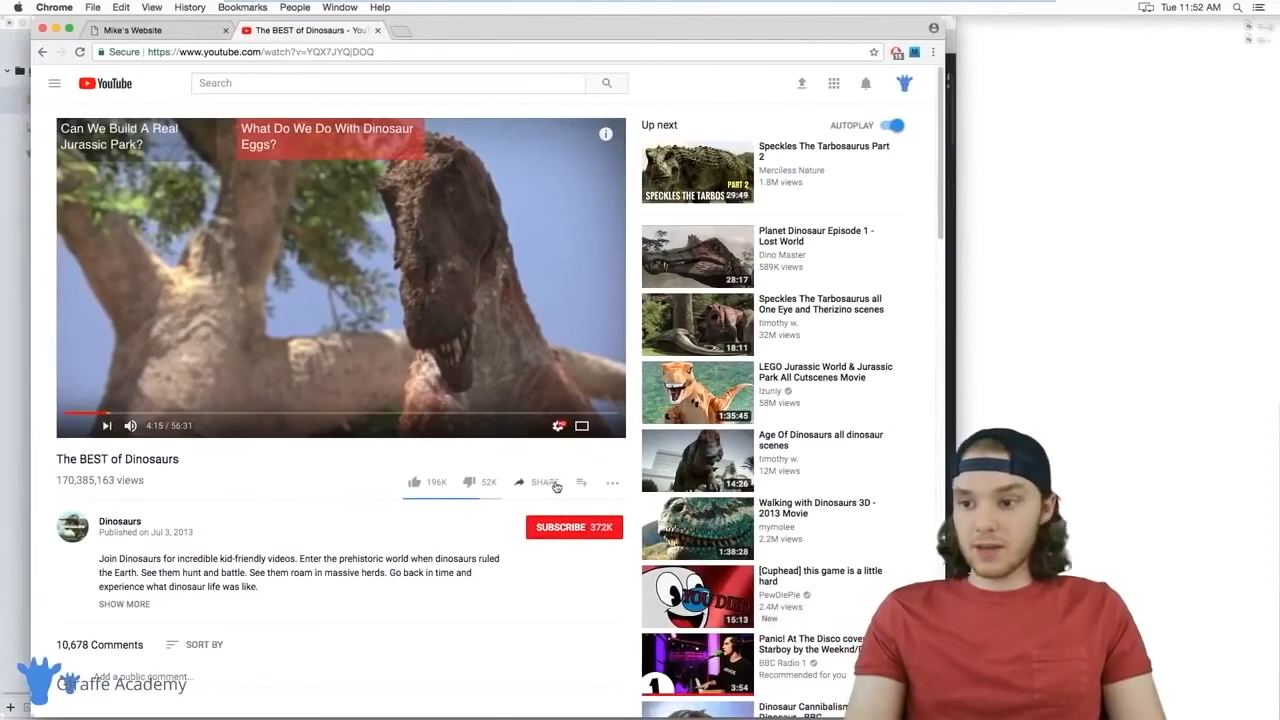 Chrome File Edit View History Bookmarks People Window Help Tue 11:52 AM
Mike's Website The BEST of Dinosaurs - You
Secure https://www.youtube.com/watch?v=YQX7JYQjDOQ
YouTube Search
Can We Build A Real
Jurassic Park?
What Do We Do With Dinosaur
Eggs?
4:15 / 56:31
The BEST of Dinosaurs
170,385,163 views
196K 52K SHARE
Dinosaurs
Published on Jul 3, 2013
SUBSCRIBE 372K
Join Dinosaurs for incredible kid-friendly videos. Enter the prehistoric world when dinosaurs ruled
the Earth. See them hunt and battle. See them roam in massive herds. Go back in time and
experience what dinosaur life was like.
SHOW MORE
10,678 Comments SORT BY
Add a public comment...
Giraffe Academy
Up next AUTOPLAY
PART 2
SPECKLES THE TARBOS 29:49
Speckles The Tarbosaurus Part
2
Merciless Nature
1.8M views
28:17
Planet Dinosaur Episode 1 -
Lost World
Dino Master
589K views
18:11
Speckles The Tarbosaurus all
One Eye and Therizino scenes
timothy w.
32M views
1:35:45
LEGO Jurassic World & Jurassic
Park All Cutscenes Movie
Izuniy
58M views
14:26
Age Of Dinosaurs all dinosaur
scenes
timothy w.
12M views
1:38:28
Walking with Dinosaurs 3D -
2013 Movie
mymolee
2.2M views
YOU DIED
15:13
[Cuphead] this game is a little
hard
PewDiePie
2.4M views
New
1
3:54
Panic! At The Disco cove
Starboy by the Weeknd/D
BBC Radio 1
Recommended for you
Dinosaur Cannibalism